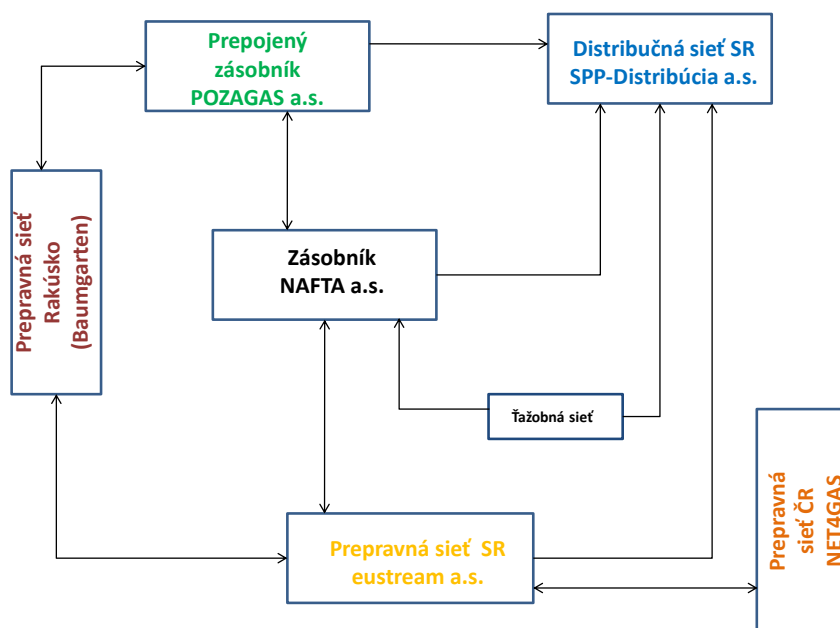 Prepojený
zásobník
POZAGAS a.s.
Distribučná sieť SR
SPP-Distribúcia a.s.
Prepravná sieť
Rakúsko
(Baumgarten)
Zásobník
NAFTA a.s.
Ťažobná sieť
Prepravná sieť SR
eustream a.s.
Prepravná
sieť ČR
NET4GAS